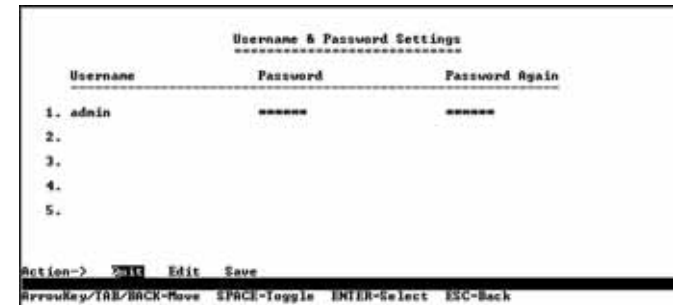 Username & Password Settings
Username Password Password Again
1. admin ****** ******
2.
3.
4.
5.
Action-> Quit Edit Save
ArrowKey/TAB/BACK-Move SPACE-Toggle ENTER-Select ESC-Back